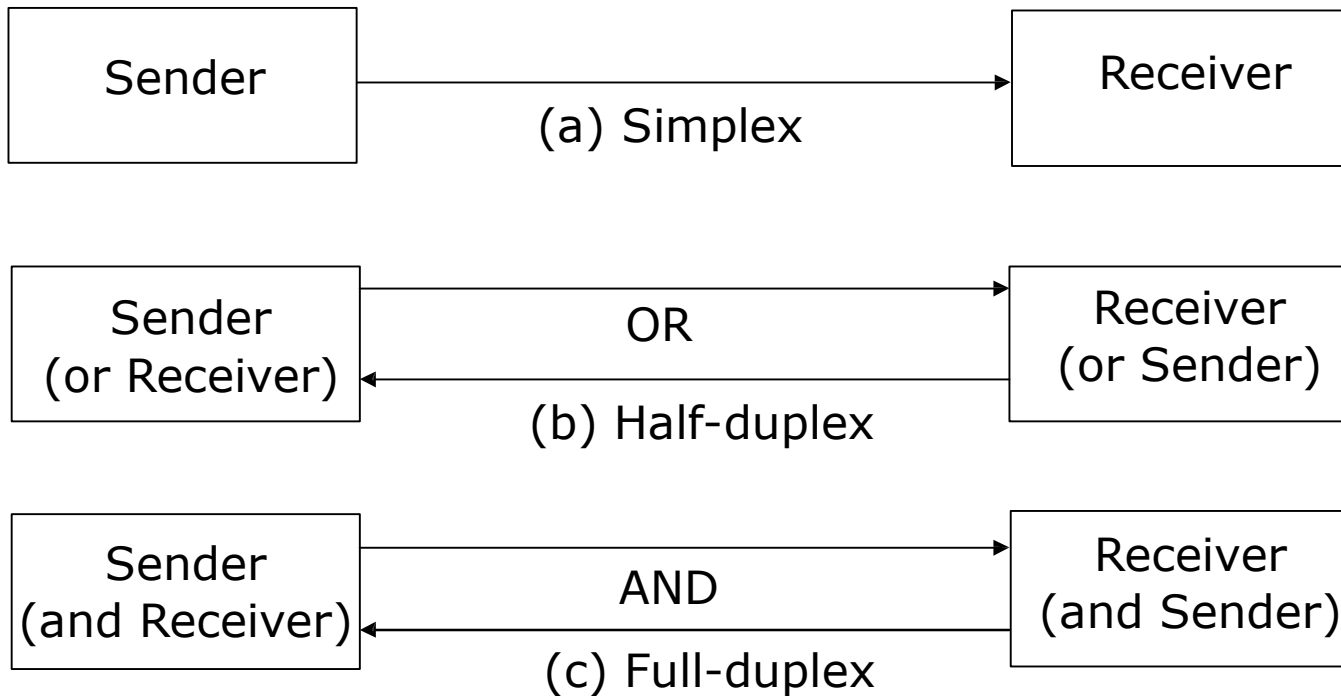 Sender
Receiver
(a) Simplex
Sender
(or Receiver)
OR
Receiver
(or Sender)
(b) Half-duplex
Sender
(and Receiver)
AND
Receiver
(and Sender)
(c) Full-duplex